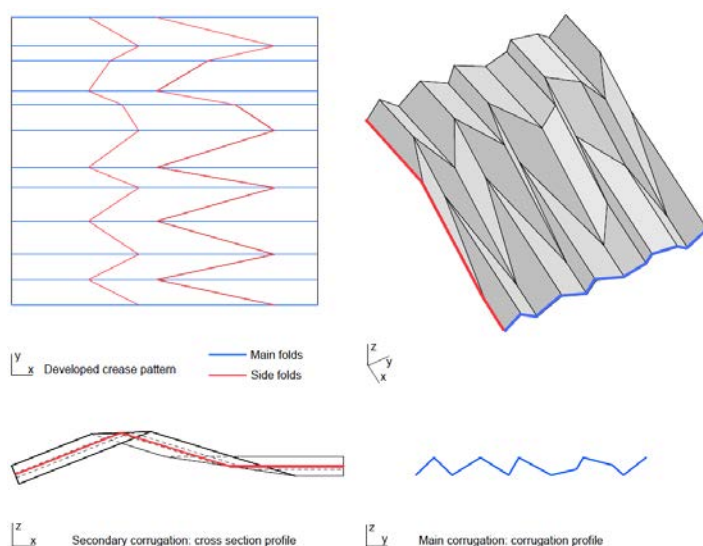 y
x
Developed crease pattern
Main folds
Side folds
z
y
x
z
x
Secondary corrugation: cross section profile
z
y
Main corrugation: corrugation profile